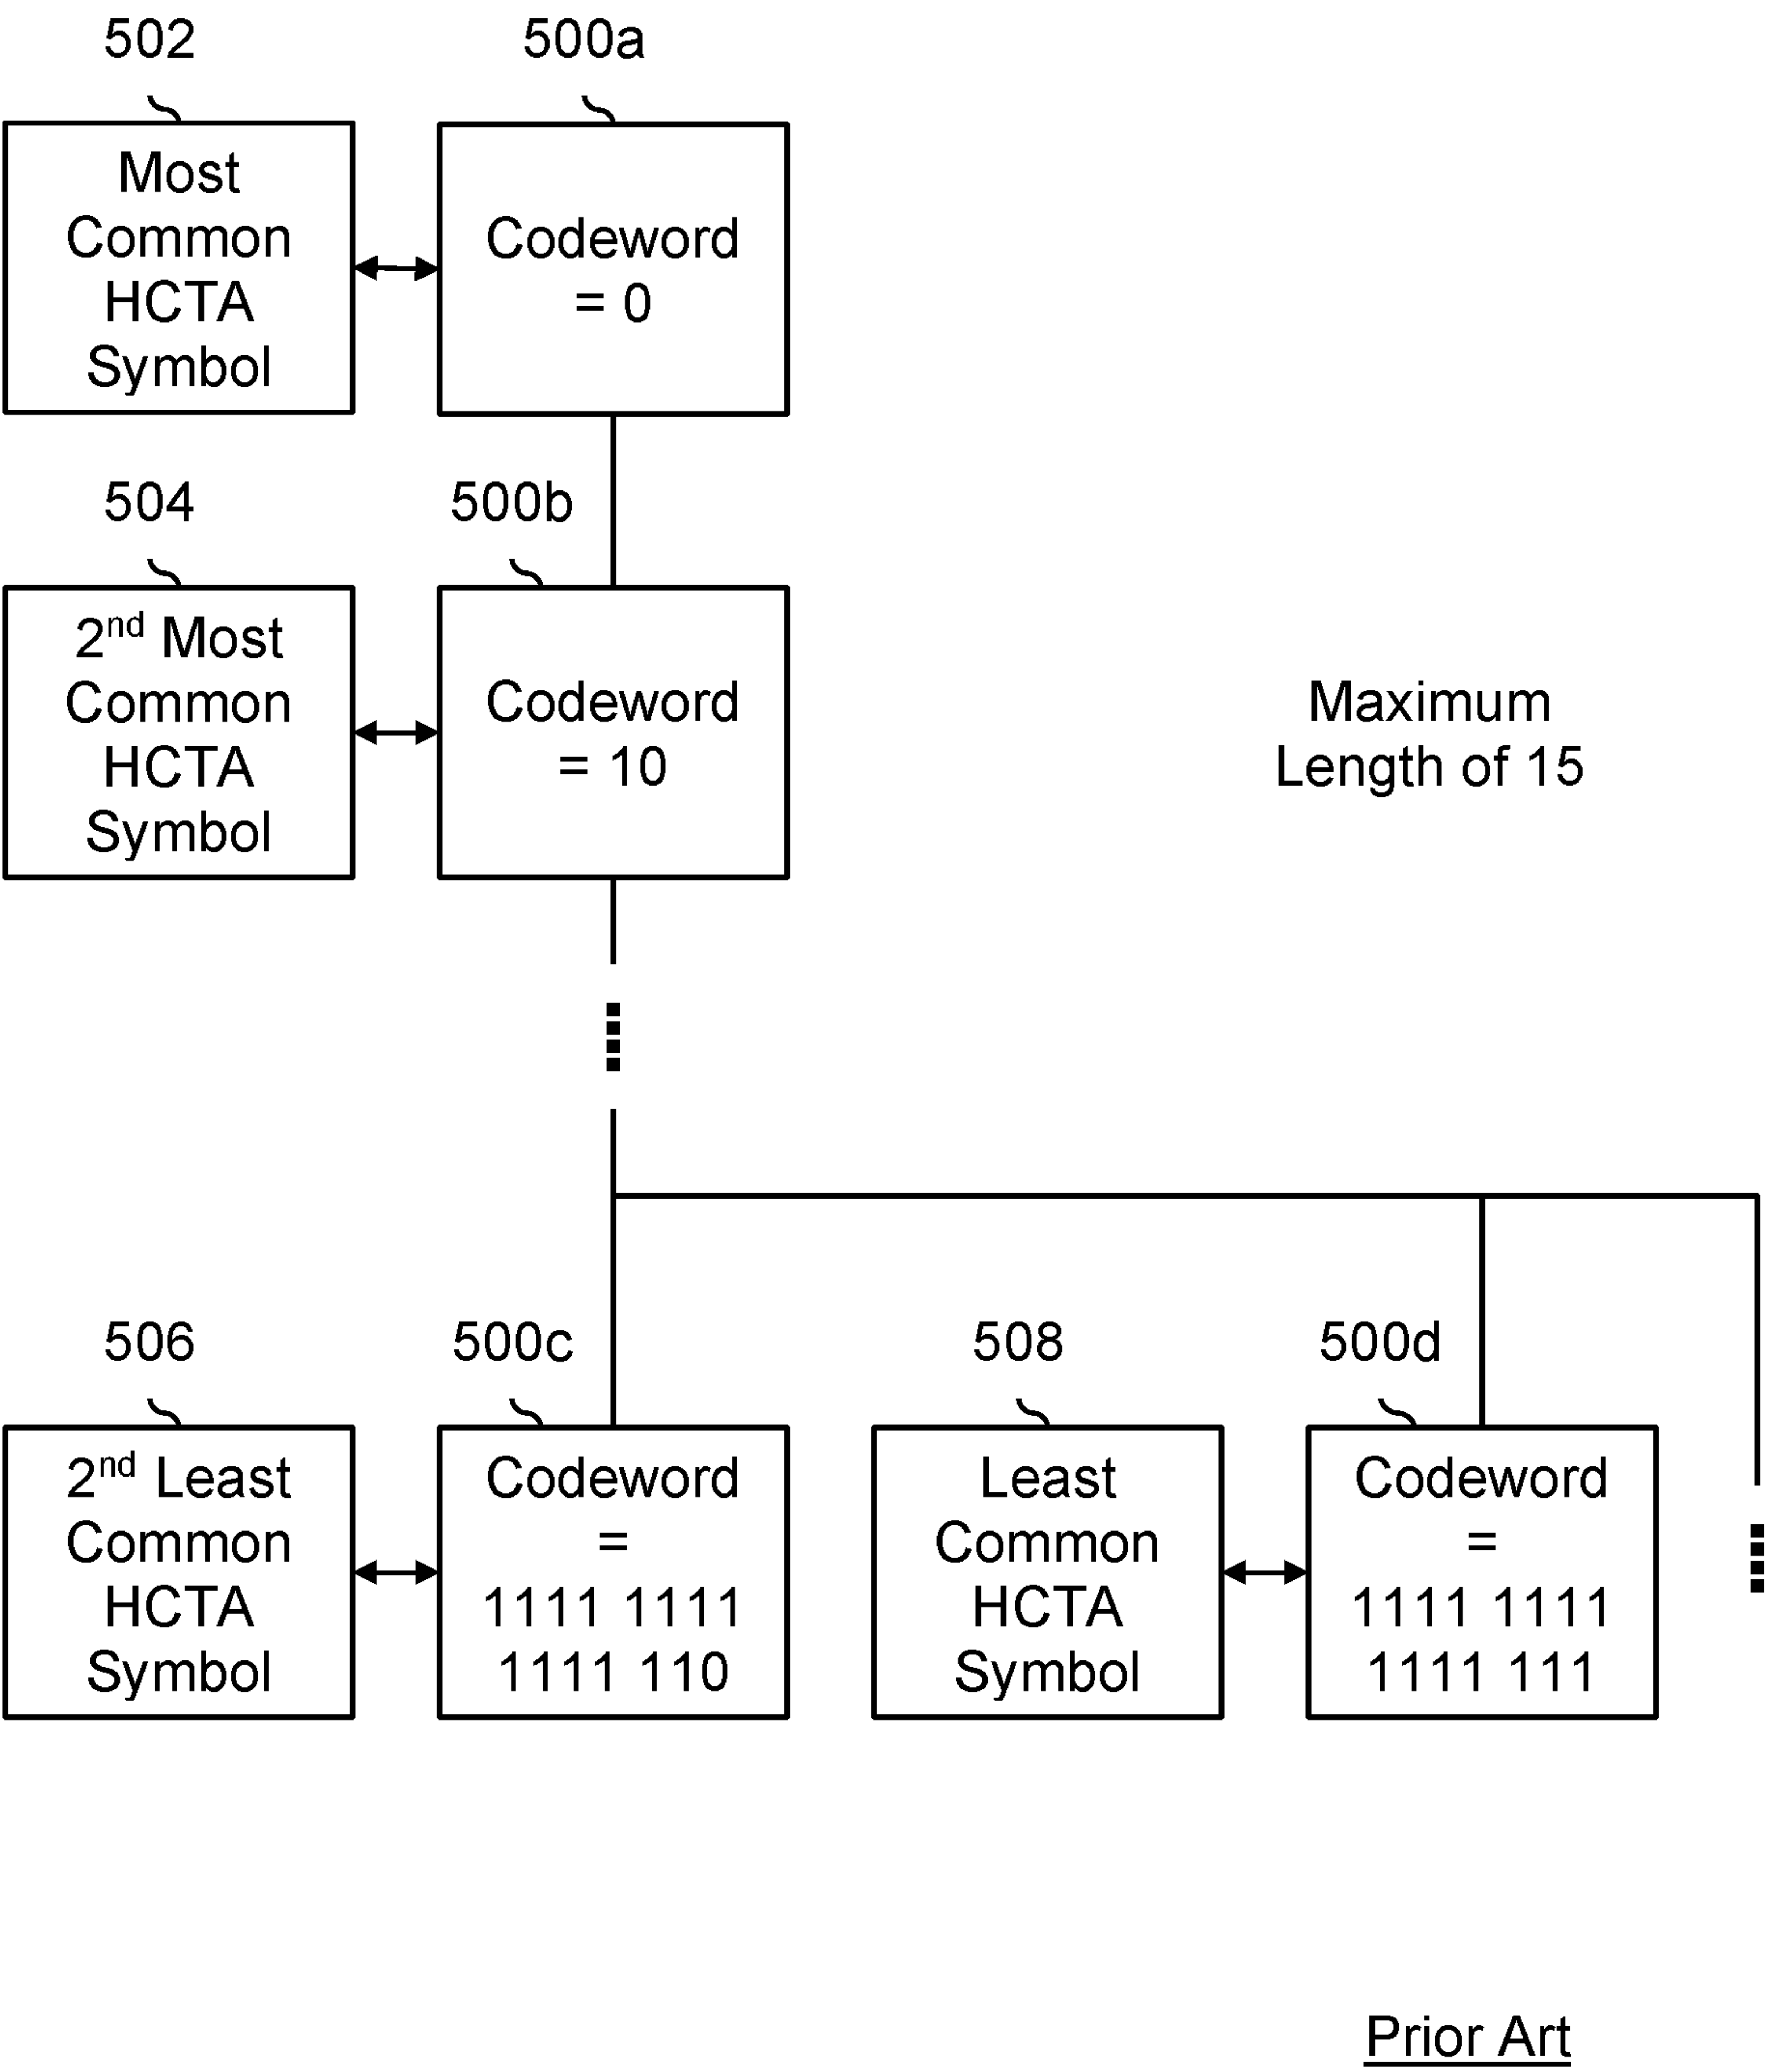 502
500a
Most
Common
HCTA
Symbol
Codeword
= 0
504
500b
2nd Most
Common
HCTA
Symbol
Codeword
= 10
Maximum
Length of 15
506
500c
508
500d
2nd Least
Common
HCTA
Symbol
Codeword
=
1111 1111
1111 110
Least
Common
HCTA
Symbol
Codeword
=
1111 1111
1111 111
Prior Art